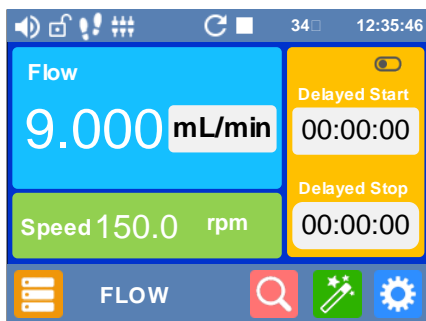 34 12:35:46
Flow
9.000 mL/min
Delayed Start
00:00:00
Delayed Stop
00:00:00
Speed 150.0 rpm
FLOW